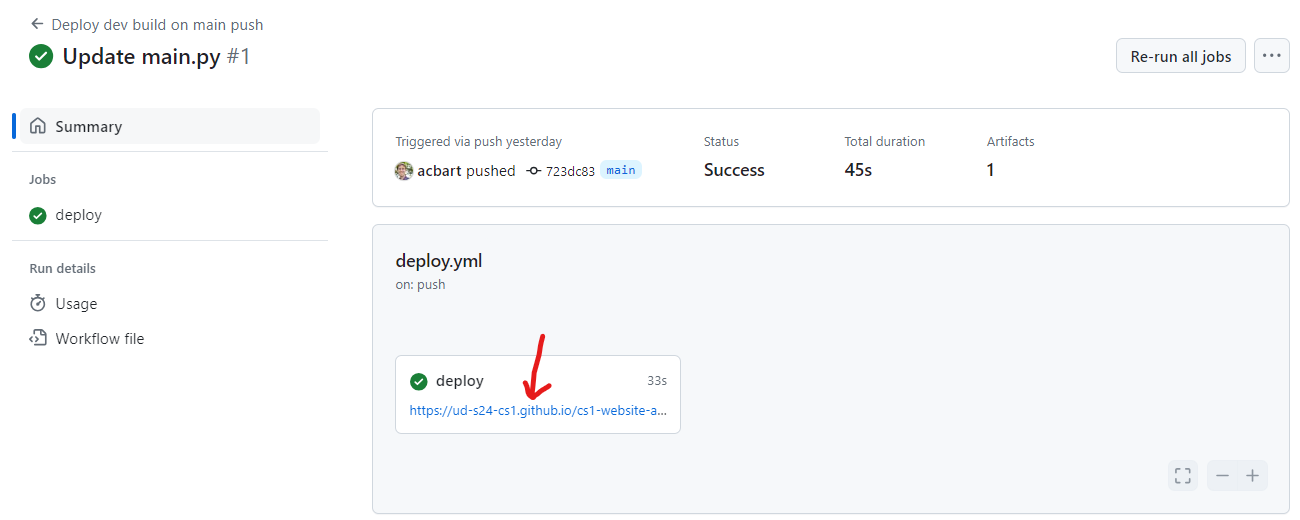 ← Deploy dev build on main push
Update main.py #1
Re-run all jobs
Summary
Jobs
deploy
Run details
Usage
Workflow file
Triggered via push yesterday
acbart pushed 723dc83 main
Status
Success
Total duration
45s
Artifacts
1
deploy.yml
on: push
deploy 33s
https://ud-s24-cs1.github.io/cs1-website-a...